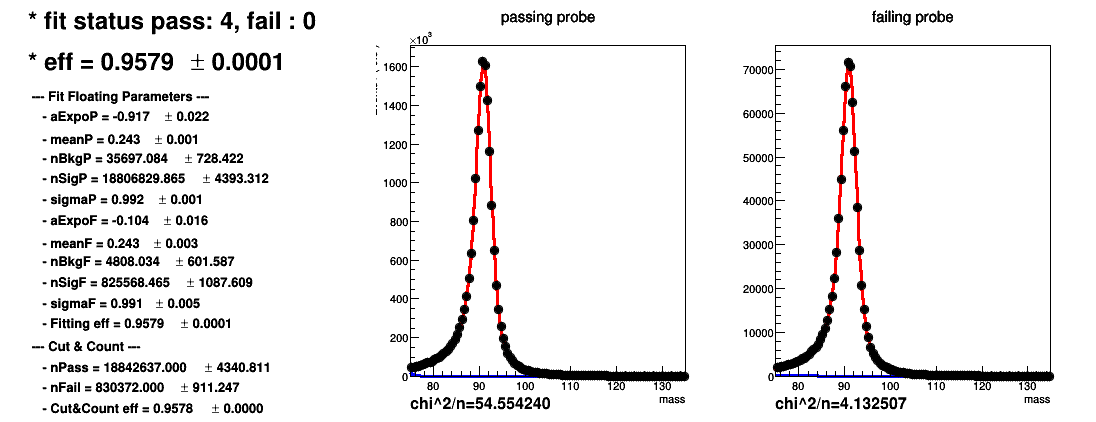 * fit status pass: 4, fail : 0
* eff = 0.9579 ± 0.0001
--- Fit Floating Parameters ---
- aExpoP = -0.917 ± 0.022
- meanP = 0.243 ± 0.001
- nBkgP = 35697.084 ± 728.422
- nSigP = 18806829.865 ± 4393.312
- sigmaP = 0.992 ± 0.001
- aExpoF = -0.104 ± 0.016
- meanF = 0.243 ± 0.003
- nBkgF = 4808.034 ± 601.587
- nSigF = 825568.465 ± 1087.609
- sigmaF = 0.991 ± 0.005
- Fitting eff = 0.9579 ± 0.0001
--- Cut & Count ---
- nPass = 18842637.000 ± 4340.811
- nFail = 830372.000 ± 911.247
- Cut&Count eff = 0.9578 ± 0.0000
passing probe
×10³
1600
1400
1200
1000
800
600
400
200
0
80 90 100 110 120 130
mass
chi^2/n=54.554240
failing probe
70000
60000
50000
40000
30000
20000
10000
0
80 90 100 110 120 130
mass
chi^2/n=4.132507